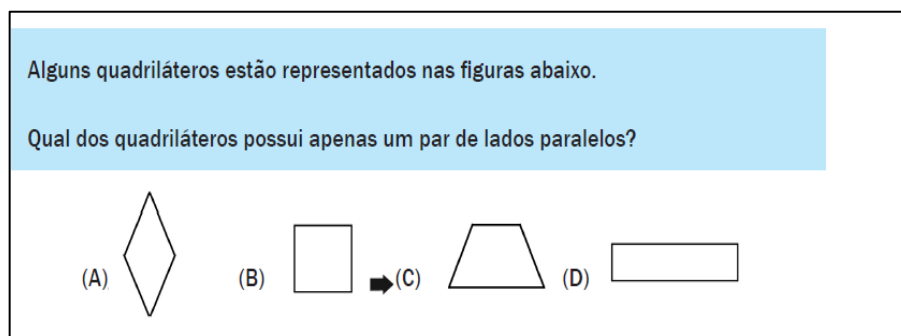 Alguns quadriláteros estão representados nas figuras abaixo.
Qual dos quadriláteros possui apenas um par de lados paralelos?
(A) (B) (C) (D)